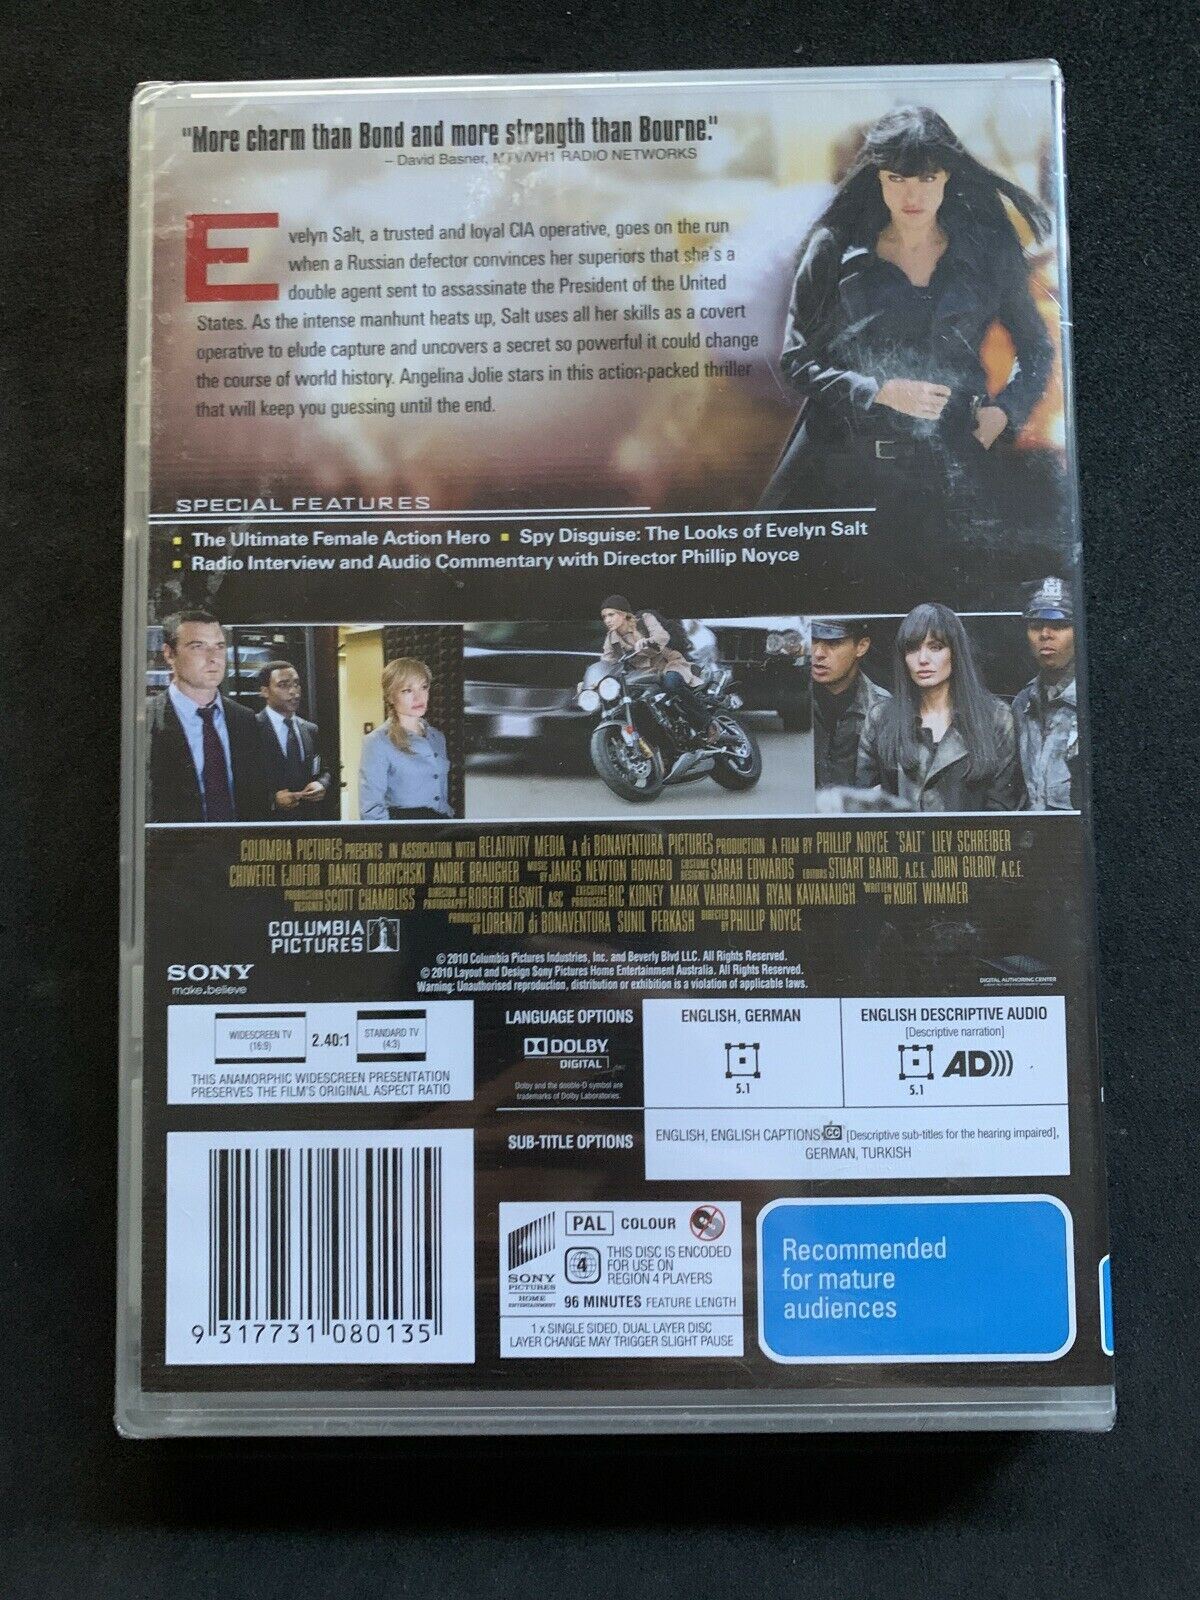 "More charm than Bond and more strength than Bourne."
– David Basner, MTV/VH1 RADIO NETWORKS
Evelyn Salt, a trusted and loyal CIA operative, goes on the run
when a Russian defector convinces her superiors that she's a
double agent sent to assassinate the President of the United
States. As the intense manhunt heats up, Salt uses all her skills as a covert
operative to elude capture and uncovers a secret so powerful it could change
the course of world history. Angelina Jolie stars in this action-packed thriller
that will keep you guessing until the end.
SPECIAL FEATURES
The Ultimate Female Action Hero ▪ Spy Disguise: The Looks of Evelyn Salt
Radio Interview and Audio Commentary with Director Phillip Noyce
COLUMBIA PICTURES PRESENTS IN ASSOCIATION WITH RELATIVITY MEDIA A di BONAVENTURA PICTURES PRODUCTION A FILM BY PHILLIP NOYCE "SALT" LIEV SCHREIBER
CHIWETEL EJIOFOR DANIEL OLBRYCHSKI ANDRE BRAUGHER MUSIC BY JAMES NEWTON HOWARD COSTUME DESIGNER SARAH EDWARDS EDITORS STUART BAIRD, A.C.E. JOHN GILROY, A.C.E.
PRODUCTION DESIGNER SCOTT CHAMBLISS DIRECTOR OF PHOTOGRAPHY ROBERT ELSWIT, ASC EXECUTIVE PRODUCERS RIC KIDNEY MARK VAHRADIAN RYAN KAVANAUGH WRITTEN BY KURT WIMMER
PRODUCED BY LORENZO di BONAVENTURA SUNIL PERKASH DIRECTED BY PHILLIP NOYCE
COLUMBIA
PICTURES
SONY
make.believe
© 2010 Columbia Pictures Industries, Inc. and Beverly Blvd LLC. All Rights Reserved.
© 2010 Layout and Design Sony Pictures Home Entertainment Australia. All Rights Reserved.
Warning: Unauthorised reproduction, distribution or exhibition is a violation of applicable laws.
DIGITAL AUTHORING CENTER
WIDESCREEN TV
(16:9)
2.40:1
STANDARD TV
(4:3)
THIS ANAMORPHIC WIDESCREEN PRESENTATION
PRESERVES THE FILM'S ORIGINAL ASPECT RATIO
LANGUAGE OPTIONS
DOLBY
DIGITAL
Dolby and the double-D symbol are
trademarks of Dolby Laboratories.
ENGLISH, GERMAN
5.1
ENGLISH DESCRIPTIVE AUDIO
[Descriptive narration]
AD)))
5.1
SUB-TITLE OPTIONS
ENGLISH, ENGLISH CAPTIONS CC [Descriptive sub-titles for the hearing impaired],
GERMAN, TURKISH
9 317731 080135
SONY
PICTURES
HOME
ENTERTAINMENT
PAL COLOUR
4
THIS DISC IS ENCODED
FOR USE ON
REGION 4 PLAYERS
96 MINUTES FEATURE LENGTH
1 x SINGLE SIDED, DUAL LAYER DISC
LAYER CHANGE MAY TRIGGER SLIGHT PAUSE
Recommended
for mature
audiences